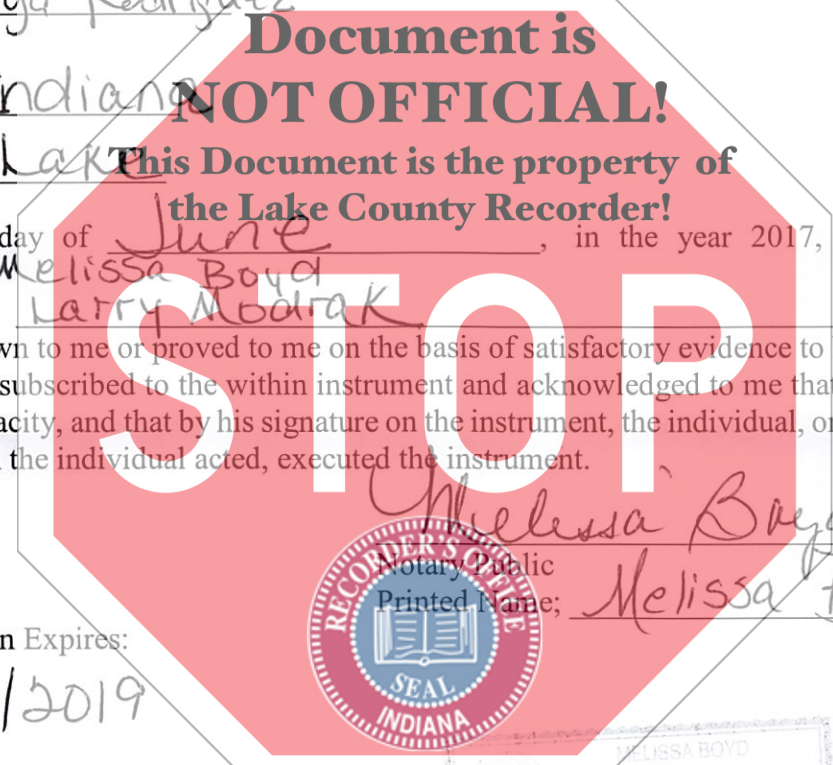 Document is
ndiana
NOT OFFICIAL!
Lake
This Document is the property of
the Lake County Recorder!
day of June, in the year 2017,
Melissa Boyd
Larry Modrak
wn to me or proved to me on the basis of satisfactory evidence to
subscribed to the within instrument and acknowledged to me that
acity, and that by his signature on the instrument, the individual, or
the individual acted, executed the instrument.
STOP
Melissa Boy
Notary Public
Printed Name; Melissa
RECORDER'S OFFICE
SEAL
INDIANA
n Expires:
/2019
MELISSA BOYD